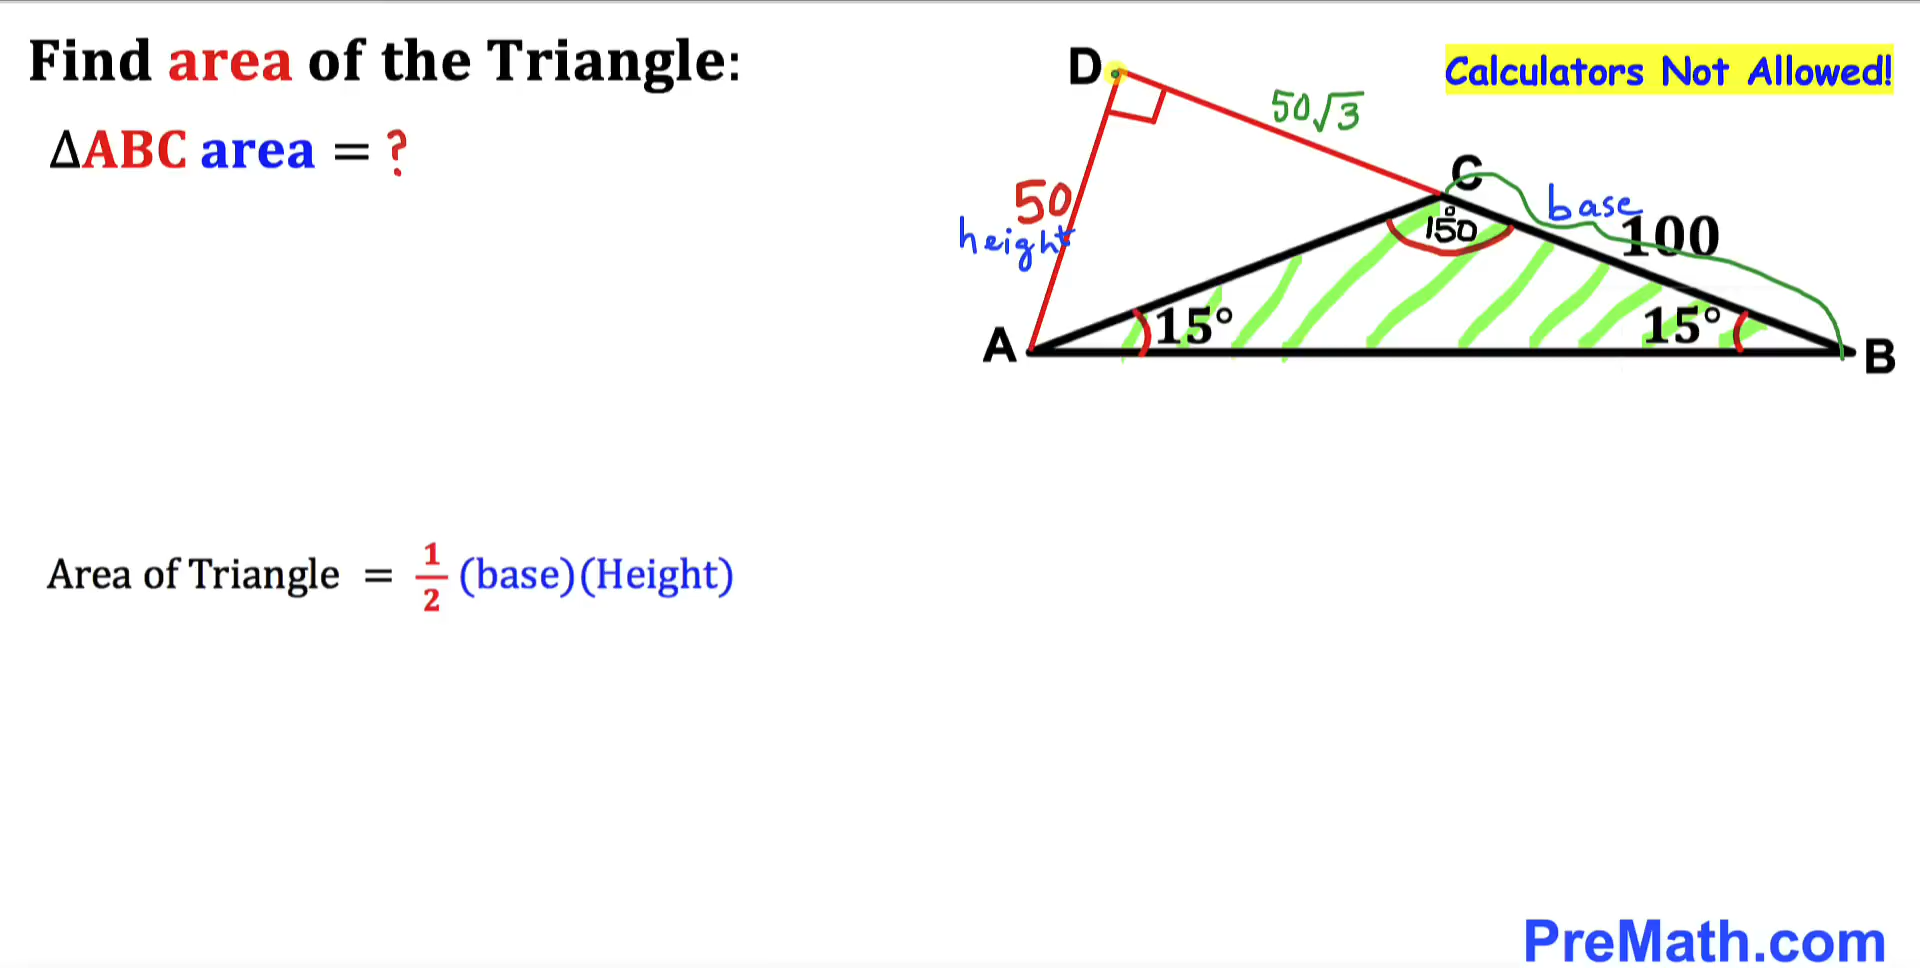 Find area of the Triangle:
ΔABC area = ?
Calculators Not Allowed!
D
50√3
C
50
height
base
100
150°
A
15°
15°
B
Area of Triangle = 1/2 (base)(Height)
PreMath.com